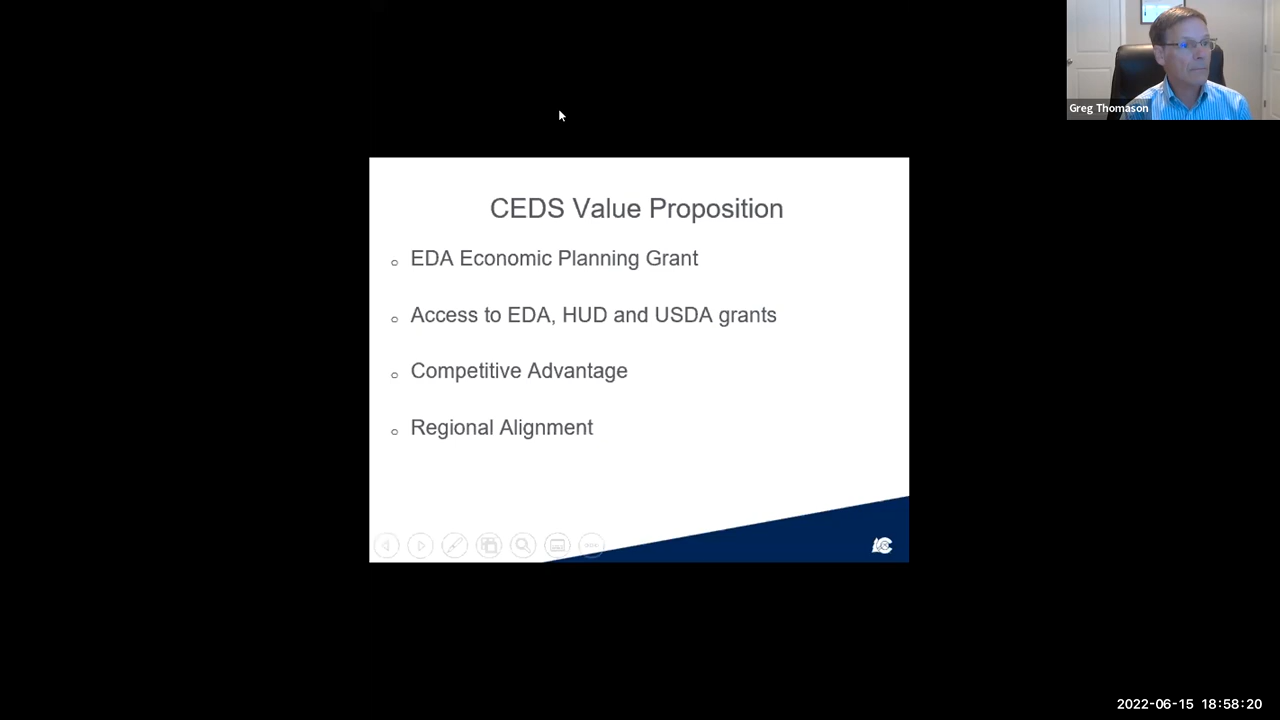 Greg Thomason
CEDS Value Proposition
EDA Economic Planning Grant
Access to EDA, HUD and USDA grants
Competitive Advantage
Regional Alignment
2022-06-15 18:58:20